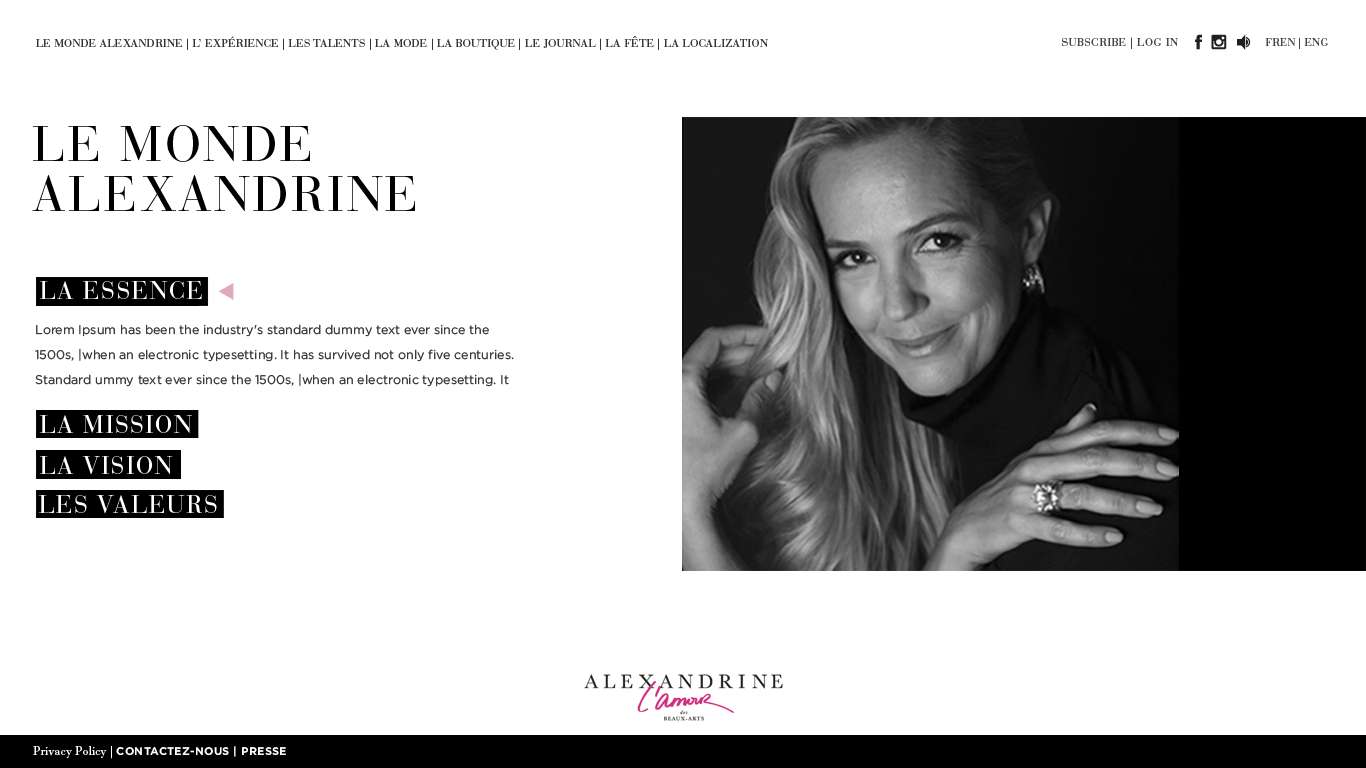 LE MONDE ALEXANDRINE | L' EXPÉRIENCE | LES TALENTS | LA MODE | LA BOUTIQUE | LE JOURNAL | LA FÊTE | LA LOCALIZATION
SUBSCRIBE | LOG IN
FREN | ENG
LE MONDE
ALEXANDRINE
LA ESSENCE
Lorem Ipsum has been the industry's standard dummy text ever since the
1500s, |when an electronic typesetting. It has survived not only five centuries.
Standard ummy text ever since the 1500s, |when an electronic typesetting. It
LA MISSION
LA VISION
LES VALEURS
ALEXANDRINE
L'amour
des
BEAUX-ARTS
Privacy Policy | CONTACTEZ-NOUS | PRESSE